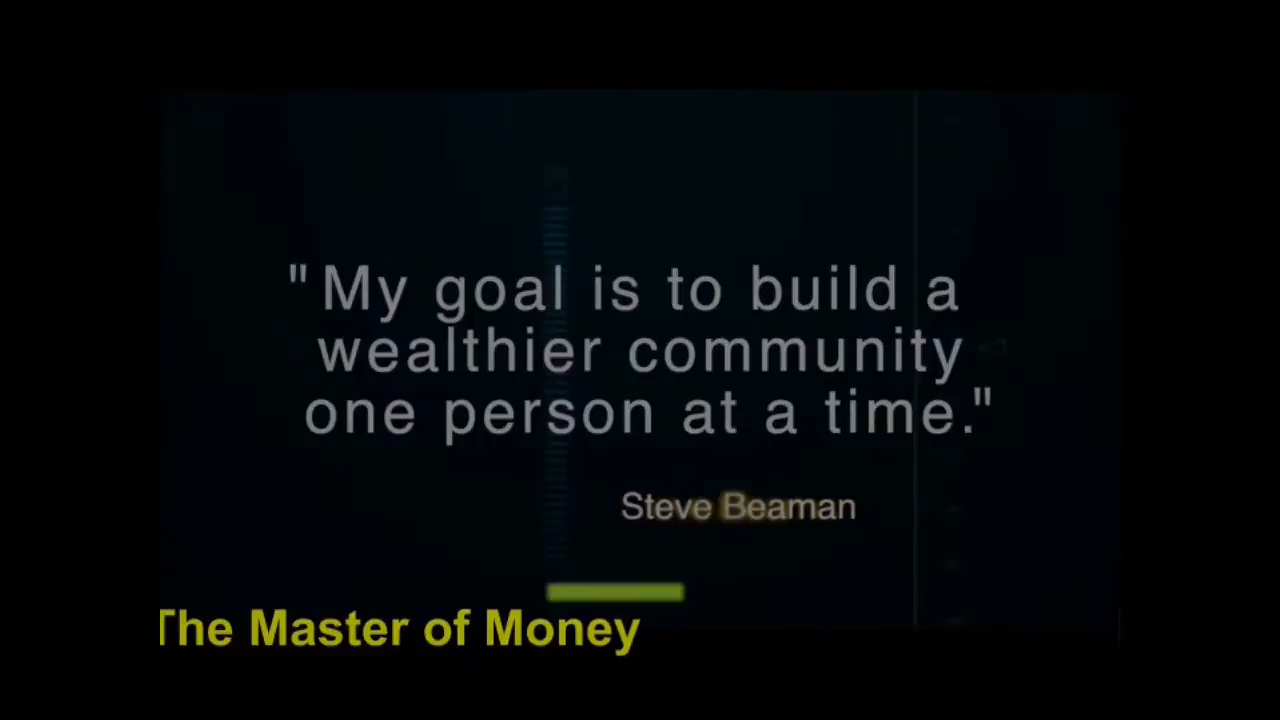 "My goal is to build a
wealthier community
one person at a time."
Steve Beaman
The Master of Money